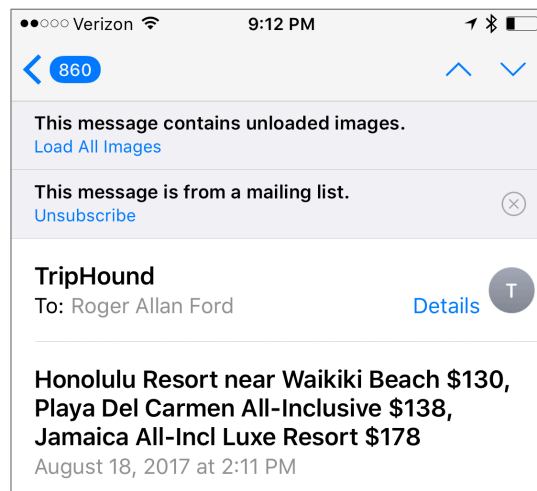 Verizon 9:12 PM
860
This message contains unloaded images.
Load All Images
This message is from a mailing list.
Unsubscribe
TripHound
To: Roger Allan Ford Details T
Honolulu Resort near Waikiki Beach $130,
Playa Del Carmen All-Inclusive $138,
Jamaica All-Incl Luxe Resort $178
August 18, 2017 at 2:11 PM